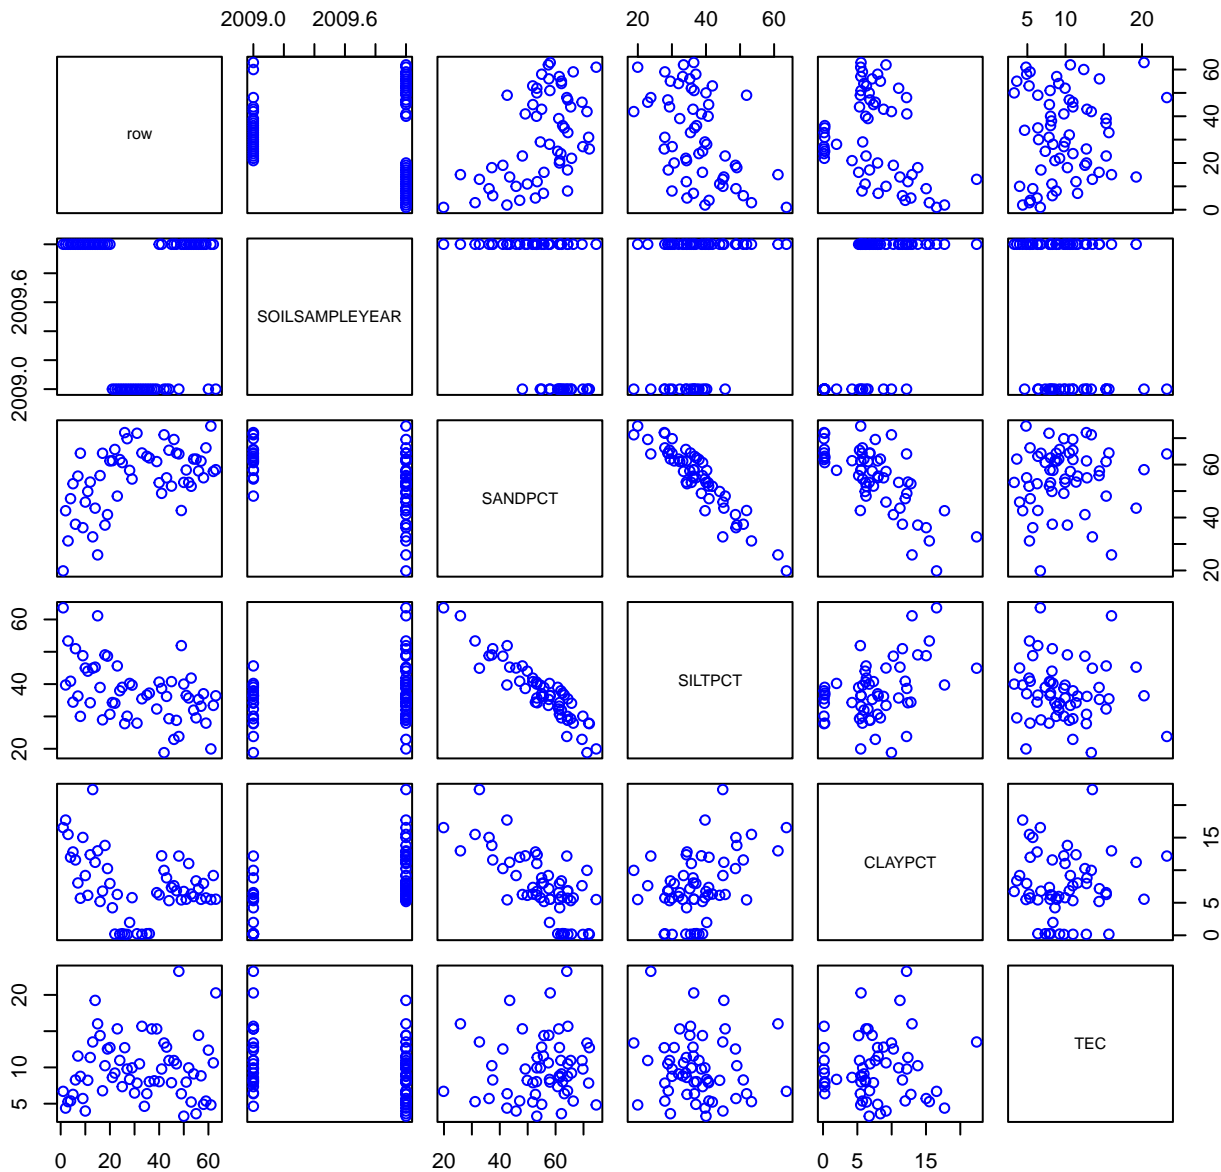 2009.0 2009.6 20 40 60 5 10 20
row 0 20 40 60
2009.0 2009.6 SOILSAMPLEYEAR
SANDPCT 20 40 60
20 40 60 SILTPCT
CLAYPCT 0 5 15
5 10 20 TEC
0 20 40 60 20 40 60 0 5 15